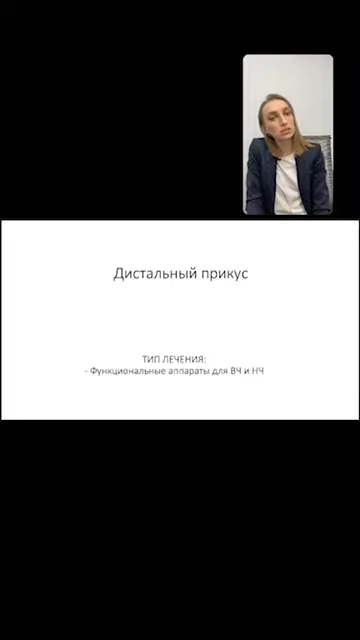 Дистальный прикус
ТИП ЛЕЧЕНИЯ:
- Функциональные аппараты для ВЧ и НЧ